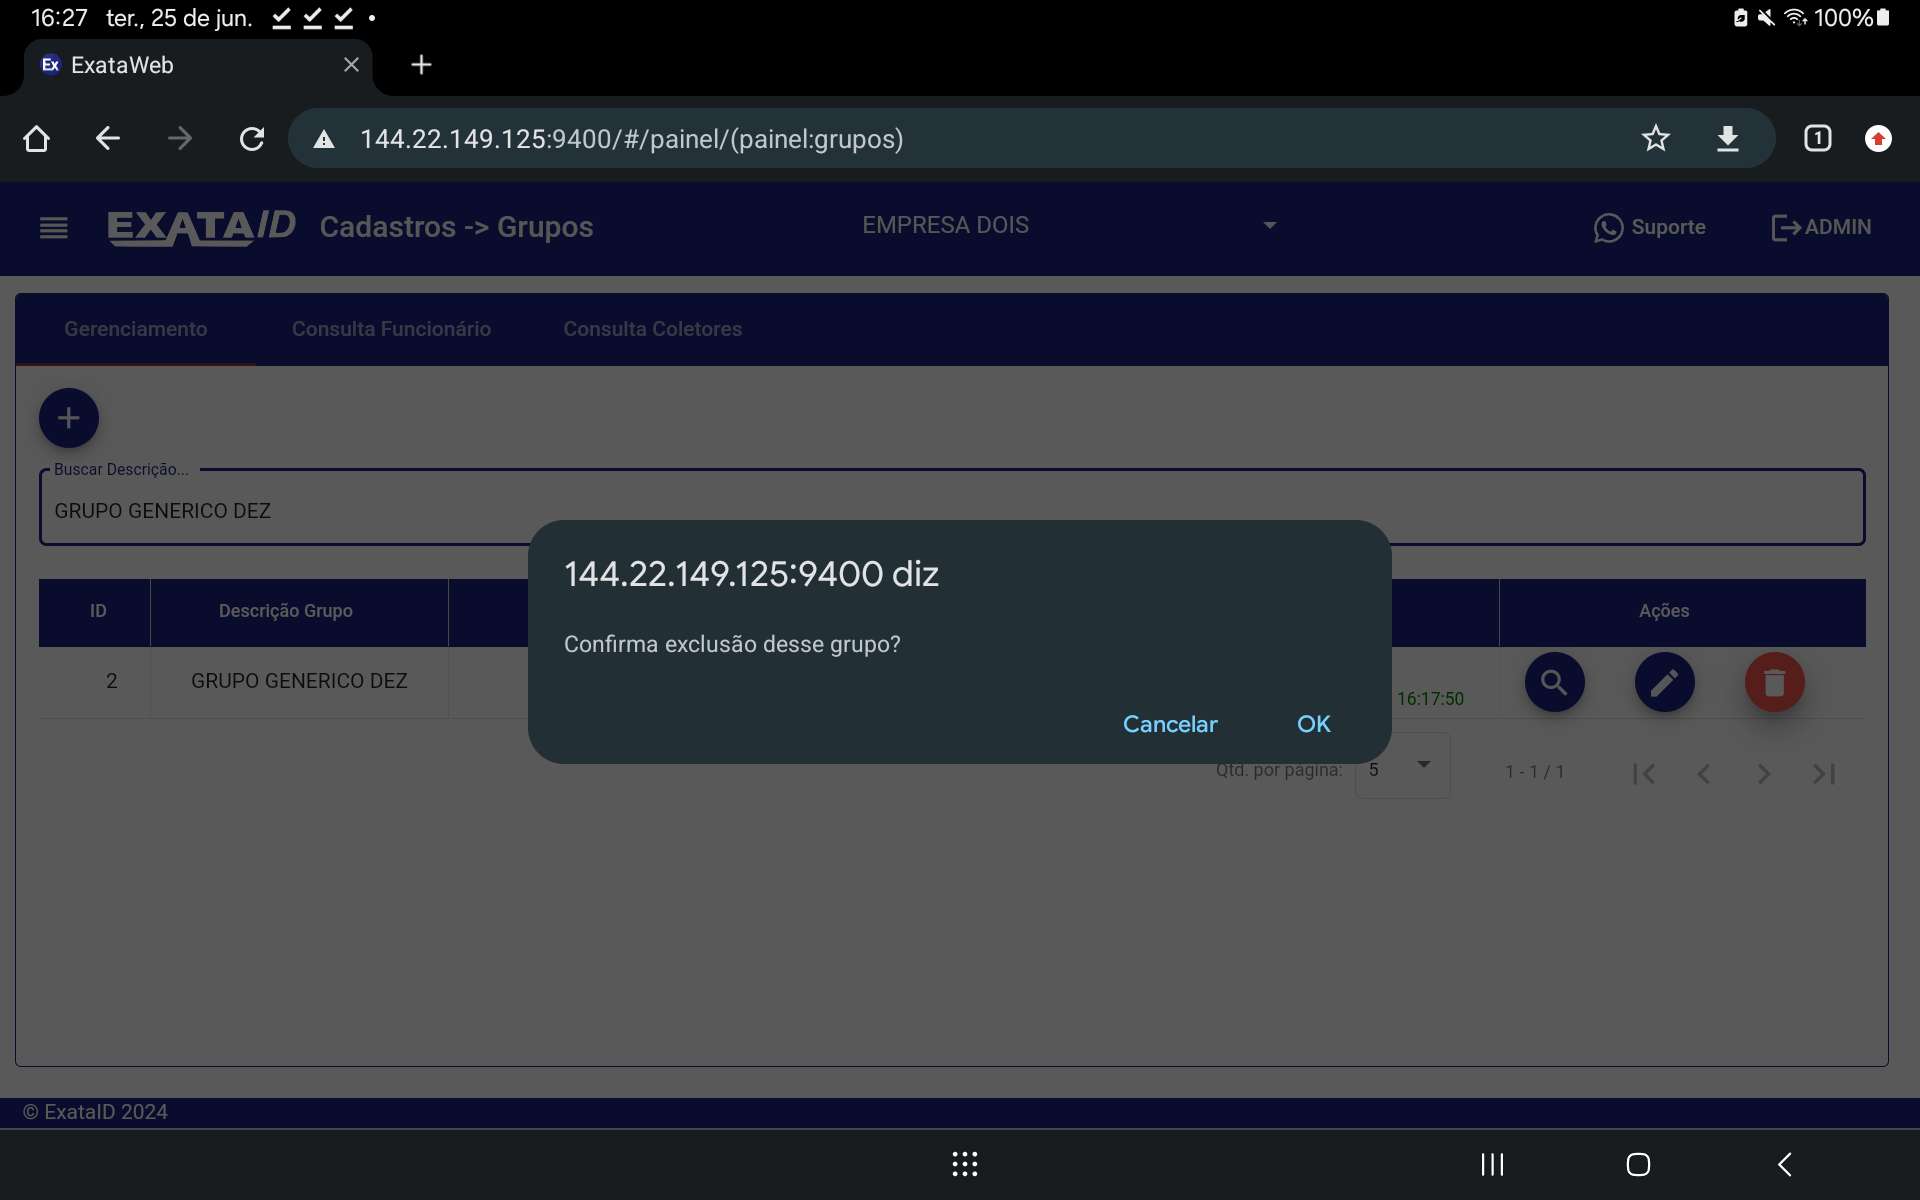 16:27 ter., 25 de jun.
100%
Ex ExataWeb
144.22.149.125:9400/#/painel/(painel:grupos)
1
EXATAID Cadastros -> Grupos
EMPRESA DOIS
Suporte
ADMIN
Gerenciamento
Consulta Funcionário
Consulta Coletores
Buscar Descrição...
GRUPO GENERICO DEZ
144.22.149.125:9400 diz
Confirma exclusão desse grupo?
Cancelar
OK
ID
Descrição Grupo
Ações
2
GRUPO GENERICO DEZ
16:17:50
Qtd. por página:
5
1 - 1 / 1
© ExataID 2024